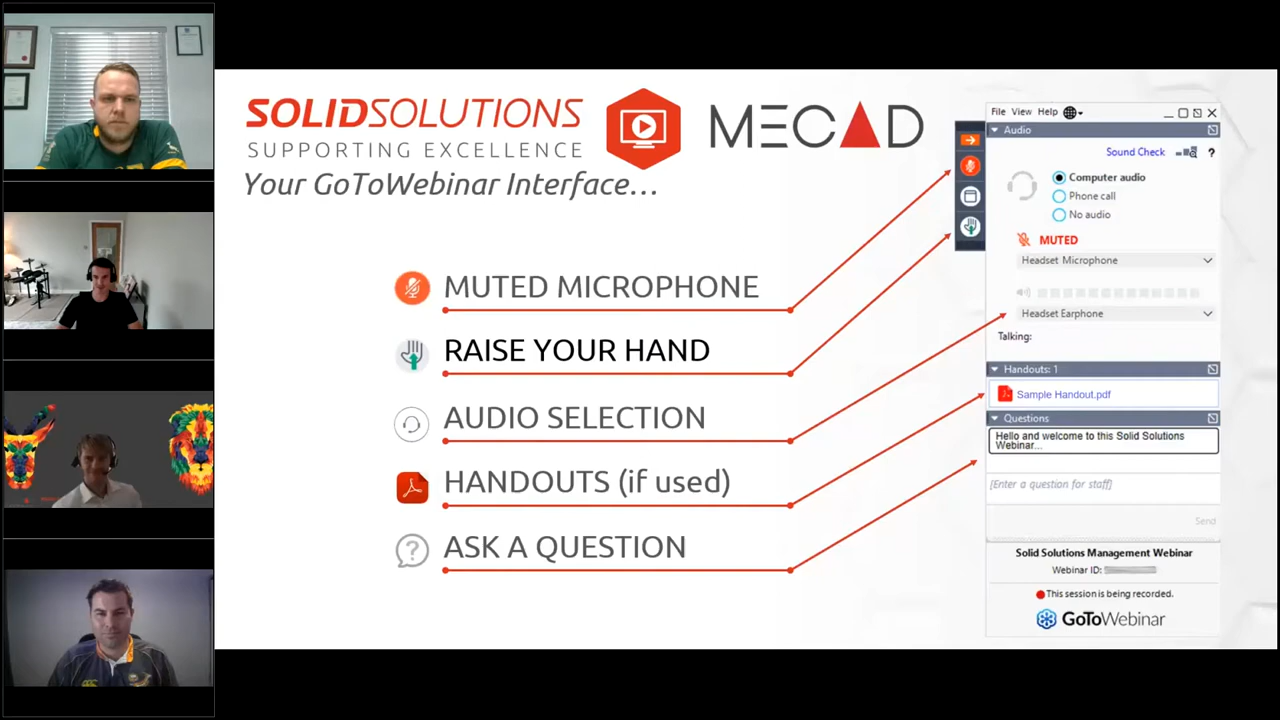 SOLIDSOLUTIONS
SUPPORTING EXCELLENCE
MECAD
Your GoToWebinar Interface...
MUTED MICROPHONE
RAISE YOUR HAND
AUDIO SELECTION
HANDOUTS (if used)
ASK A QUESTION
File View Help
Audio
Sound Check ?
Computer audio
Phone call
No audio
MUTED
Headset Microphone
Headset Earphone
Talking:
Handouts: 1
Sample Handout.pdf
Questions
Hello and welcome to this Solid Solutions
Webinar...
[Enter a question for staff]
Send
Solid Solutions Management Webinar
Webinar ID:
This session is being recorded.
GoToWebinar